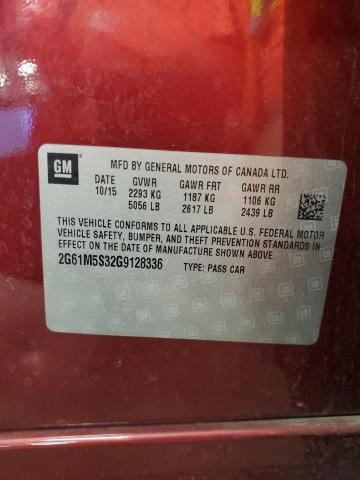 GM
MFD BY GENERAL MOTORS OF CANADA LTD.
DATE GVWR GAWR FRT GAWR RR
10/15 2293 KG 1187 KG 1106 KG
5056 LB 2617 LB 2439 LB
THIS VEHICLE CONFORMS TO ALL APPLICABLE U.S. FEDERAL MOTOR
VEHICLE SAFETY, BUMPER, AND THEFT PREVENTION STANDARDS IN
EFFECT ON THE DATE OF MANUFACTURE SHOWN ABOVE.
2G61M5S32G9128336 TYPE: PASS CAR